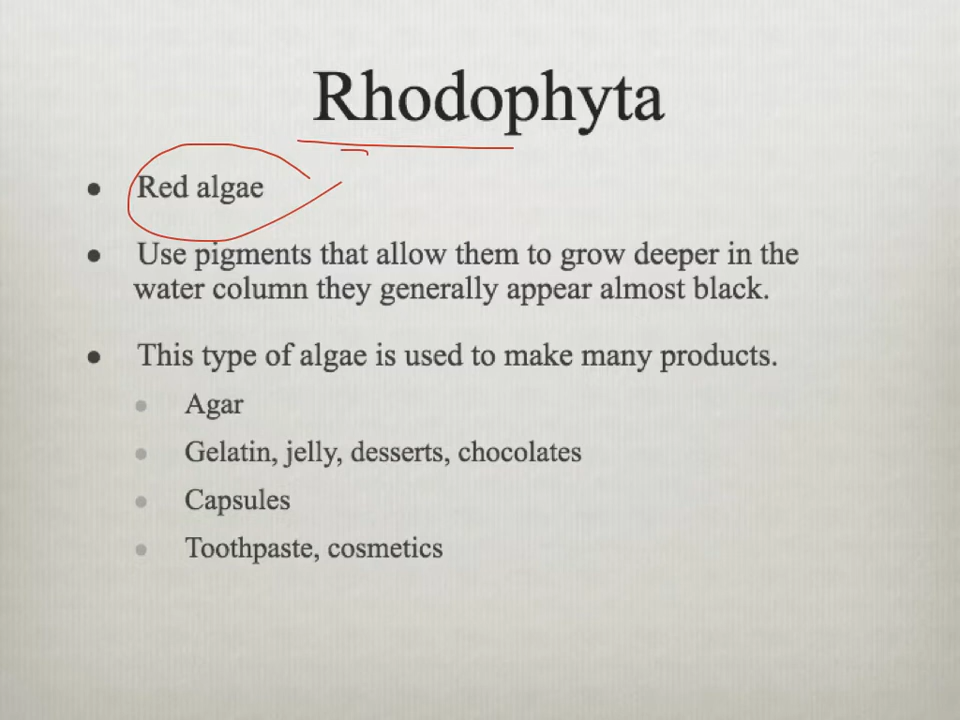 Rhodophyta
• Red algae
• Use pigments that allow them to grow deeper in the
water column they generally appear almost black.
• This type of algae is used to make many products.
• Agar
• Gelatin, jelly, desserts, chocolates
• Capsules
• Toothpaste, cosmetics